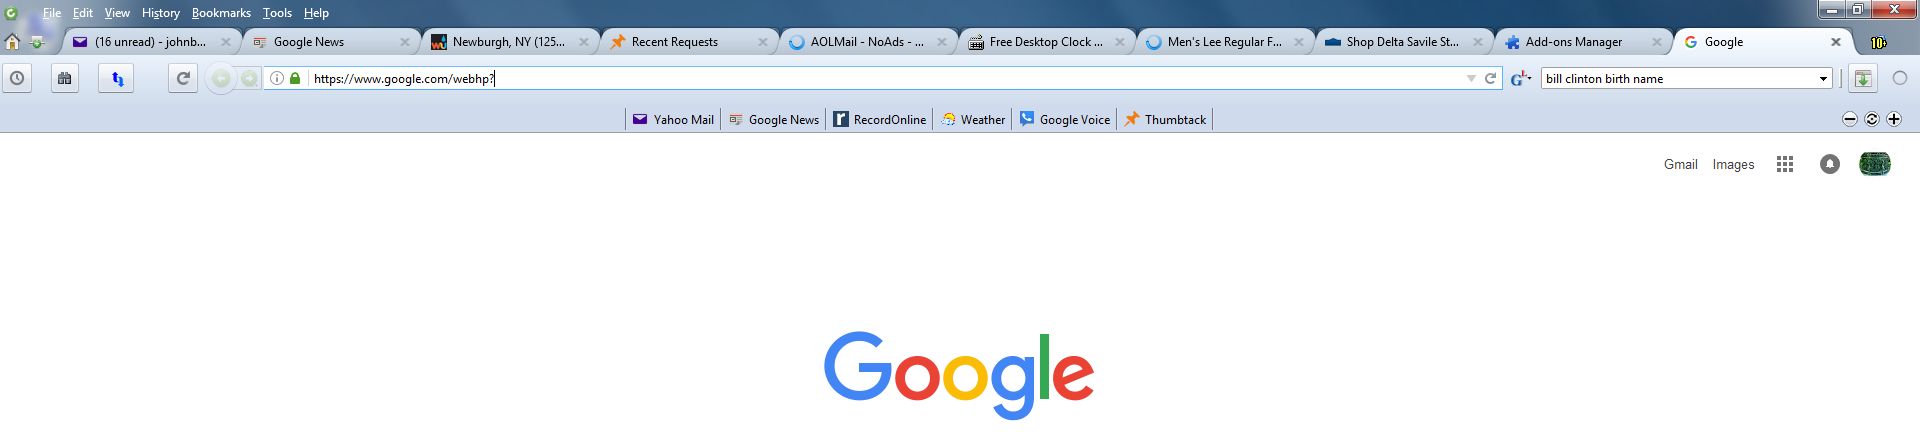 File Edit View History Bookmarks Tools Help
(16 unread) - johnb... Google News Newburgh, NY (125... Recent Requests AOLMail - NoAds - ... Free Desktop Clock ... Men's Lee Regular F... Shop Delta Savile St... Add-ons Manager Google 10+
https://www.google.com/webhp? bill clinton birth name
Yahoo Mail Google News RecordOnline Weather Google Voice Thumbtack
Gmail Images
Google